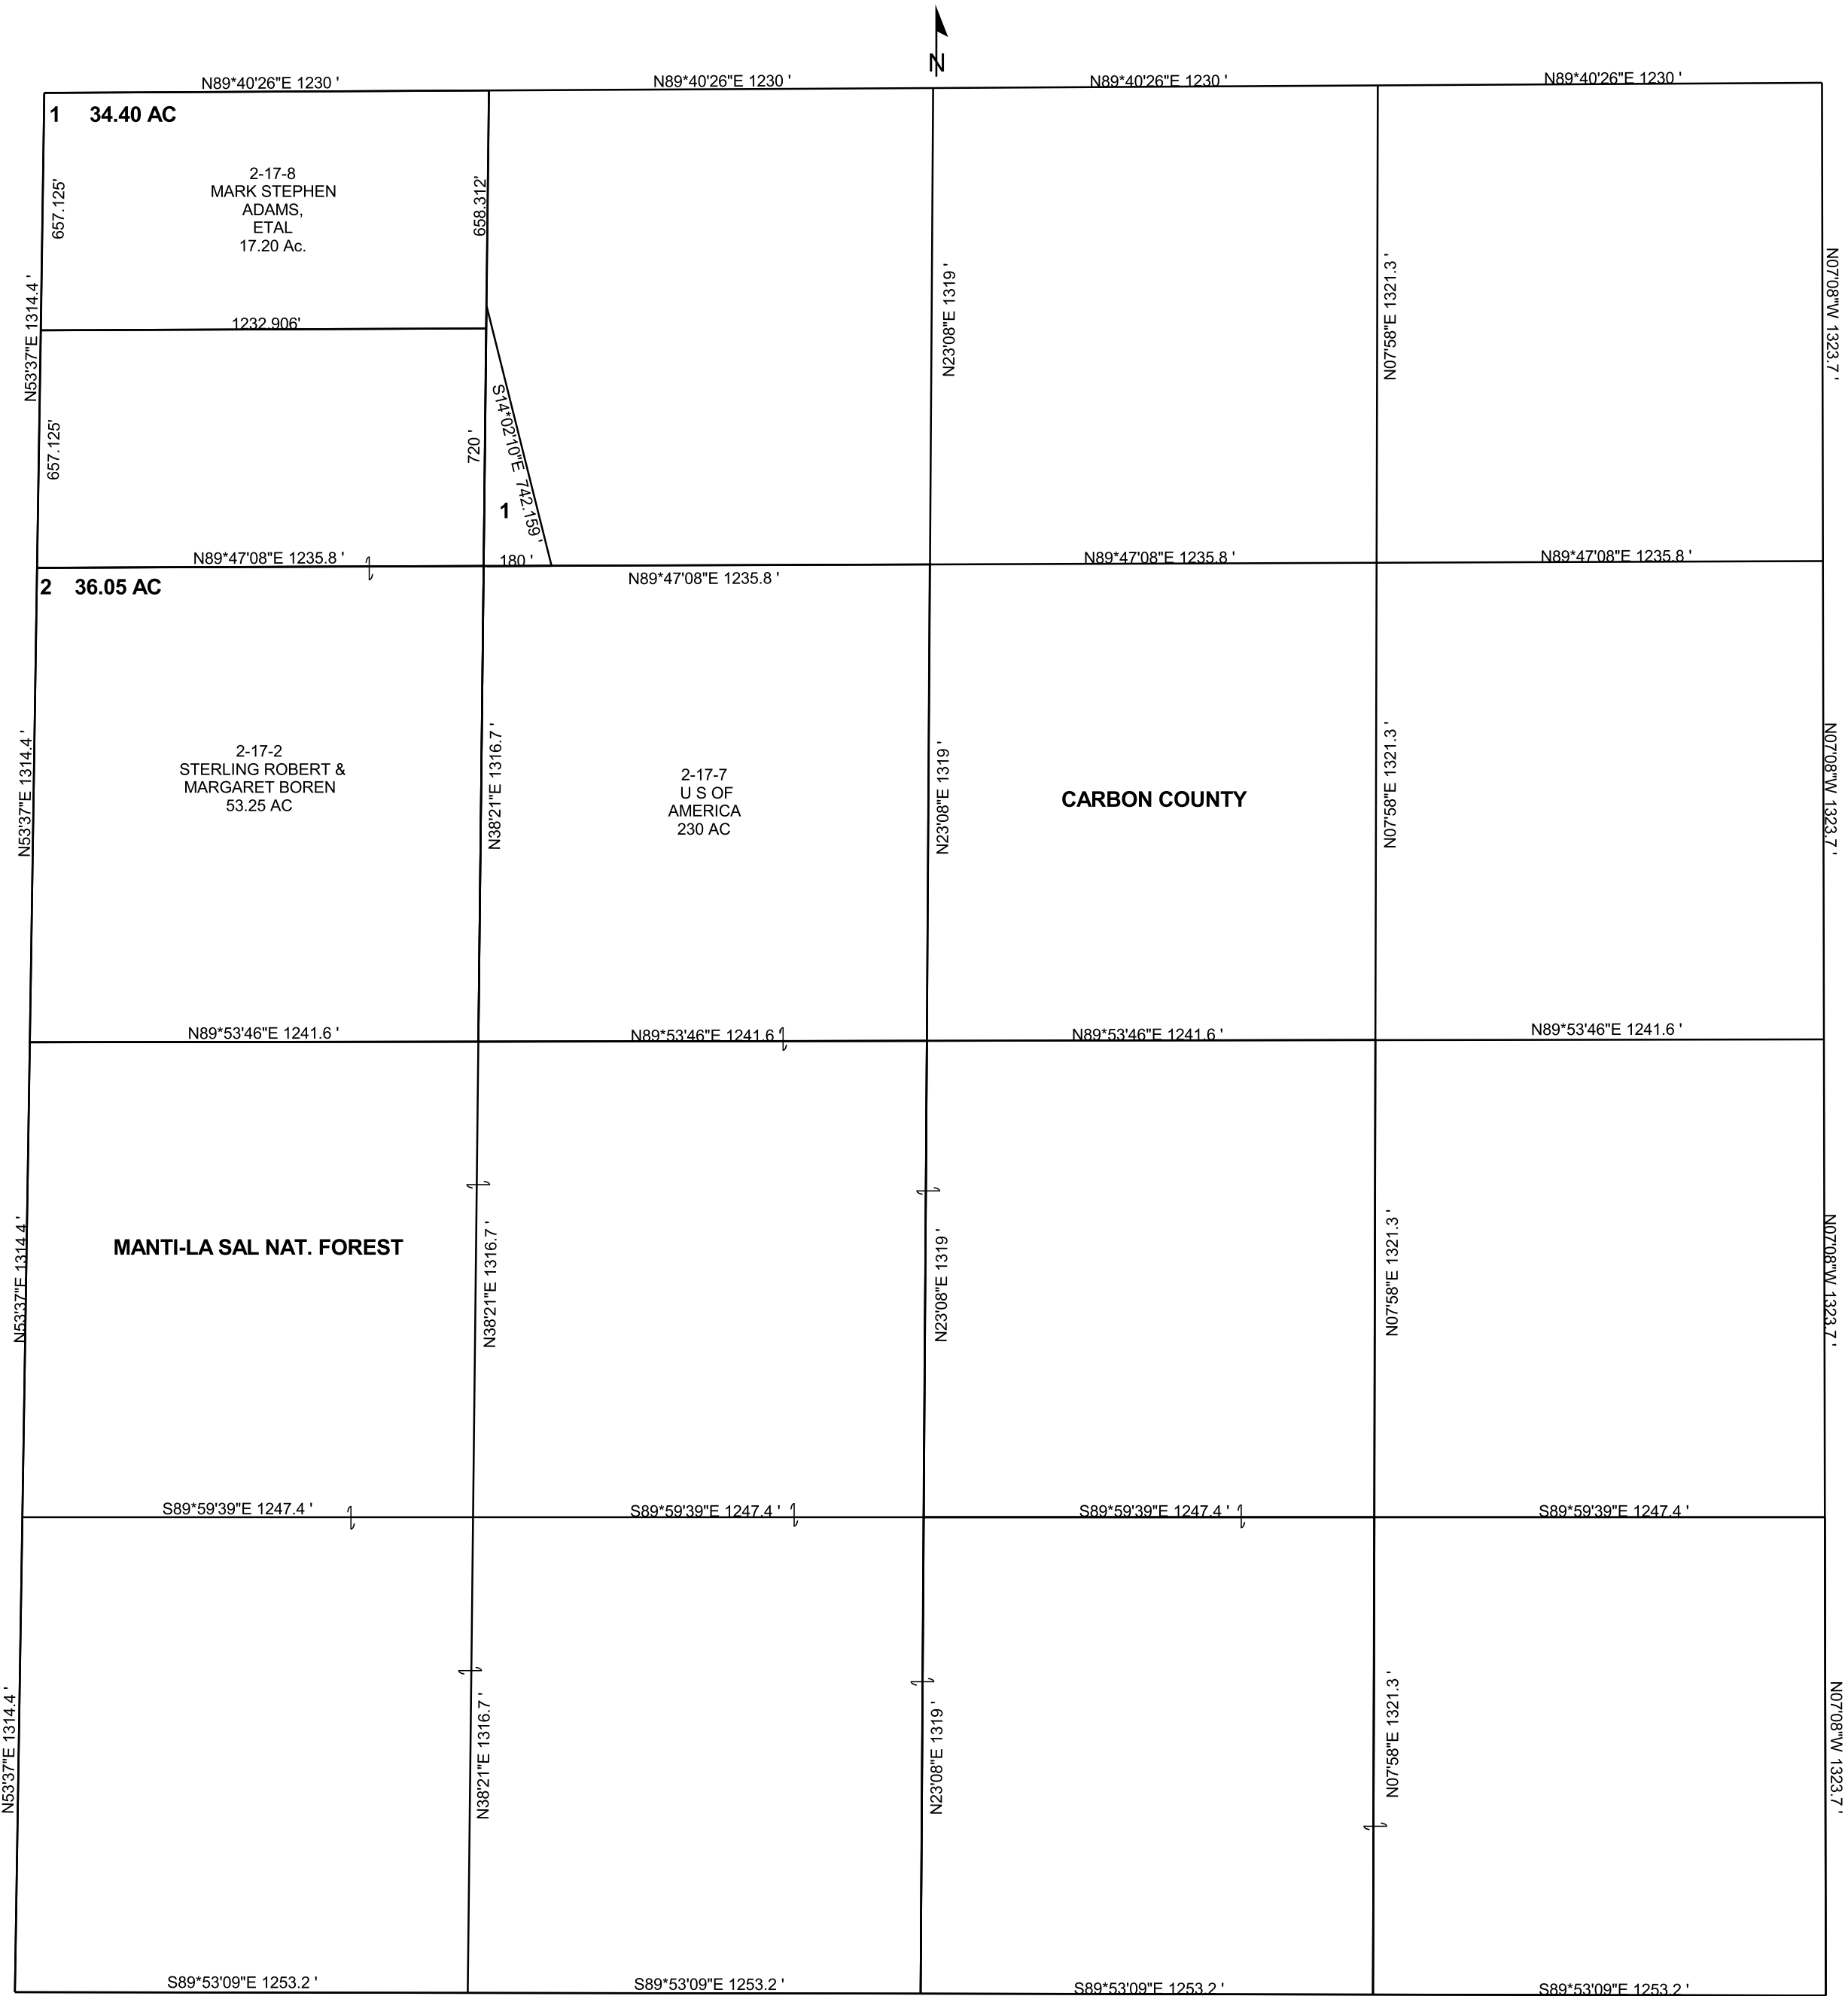 N
N89*40'26"E 1230 '
N89*40'26"E 1230 '
N89*40'26"E 1230 '
N89*40'26"E 1230 '
1 34.40 AC
2-17-8
MARK STEPHEN
ADAMS,
ETAL
17.20 Ac.
657.125'
658.312'
N53'37"E 1314.4 '
N23'08"E 1319 '
N07'58"E 1321.3 '
N07'08"W 1323.7 '
1232.906'
657.125'
720 '
S14*02'10"E 742.159 '
1
180 '
N89*47'08"E 1235.8 '
N89*47'08"E 1235.8 '
N89*47'08"E 1235.8 '
N89*47'08"E 1235.8 '
2 36.05 AC
N53'37"E 1314.4 '
2-17-2
STERLING ROBERT &
MARGARET BOREN
53.25 AC
N38'21"E 1316.7 '
2-17-7
U S OF
AMERICA
230 AC
N23'08"E 1319 '
CARBON COUNTY
N07'58"E 1321.3 '
N07'08"W 1323.7 '
N89*53'46"E 1241.6 '
N89*53'46"E 1241.6 '
N89*53'46"E 1241.6 '
N89*53'46"E 1241.6 '
N53'37"E 1314.4 '
MANTI-LA SAL NAT. FOREST
N38'21"E 1316.7 '
N23'08"E 1319 '
N07'58"E 1321.3 '
N07'08"W 1323.7 '
S89*59'39"E 1247.4 '
S89*59'39"E 1247.4 '
S89*59'39"E 1247.4 '
S89*59'39"E 1247.4 '
N53'37"E 1314.4 '
N38'21"E 1316.7 '
N23'08"E 1319 '
N07'58"E 1321.3 '
N07'08"W 1323.7 '
S89*53'09"E 1253.2 '
S89*53'09"E 1253.2 '
S89*53'09"E 1253.2 '
S89*53'09"E 1253.2 '